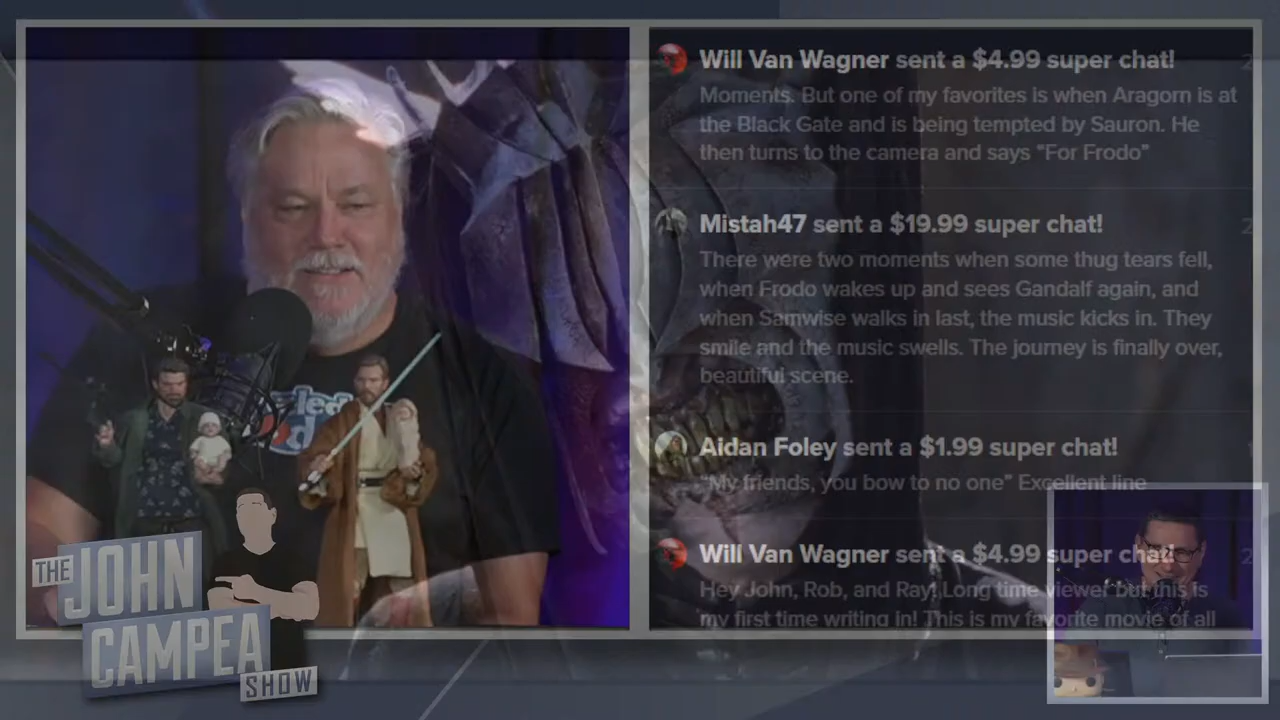 Will Van Wagner sent a $4.99 super chat!
Moments. But one of my favorites is when Aragorn is at
the Black Gate and is being tempted by Sauron. He
then turns to the camera and says "For Frodo"
Mistah47 sent a $19.99 super chat!
There were two moments when some thug tears fell,
when Frodo wakes up and sees Gandalf again, and
when Samwise walks in last, the music kicks in. They
smile and the music swells. The journey is finally over,
beautiful scene.
Aidan Foley sent a $1.99 super chat!
"My friends, you bow to no one" Excellent line
Will Van Wagner sent a $4.99 super chat!
Hey John, Rob, and Ray! Long time viewer but this is
my first time writing in! This is my favorite movie of all
THE
JOHN
CAMPEA
SHOW